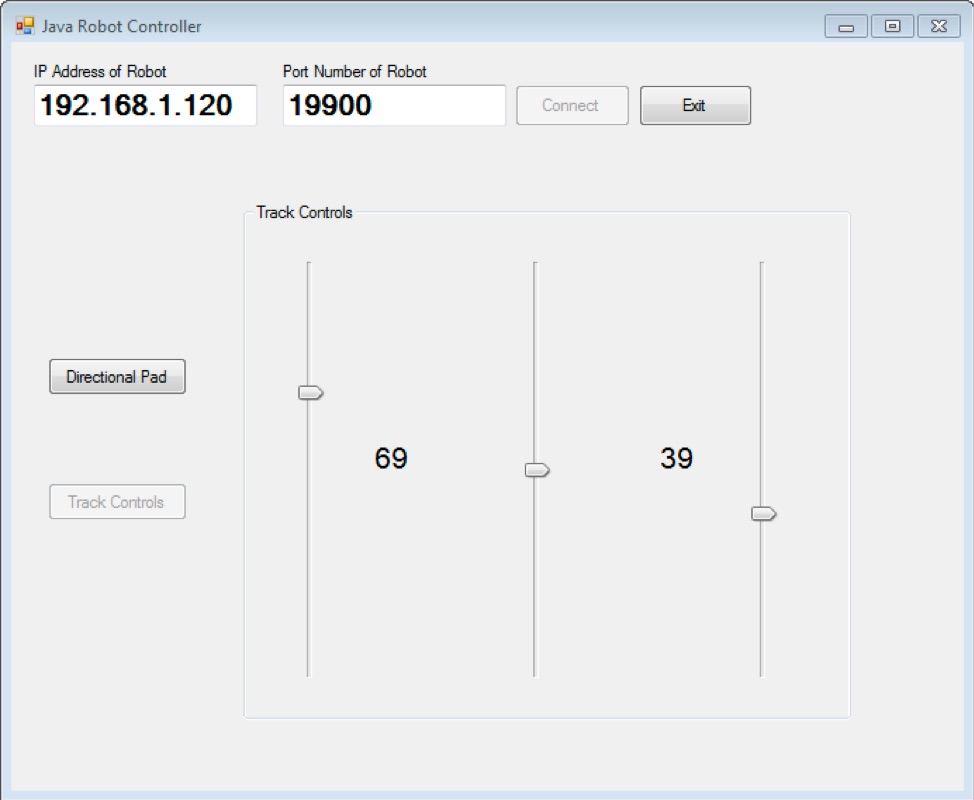 Java Robot Controller
IP Address of Robot
Port Number of Robot
192.168.1.120
19900
Connect
Exit
Track Controls
Directional Pad
69
39
Track Controls